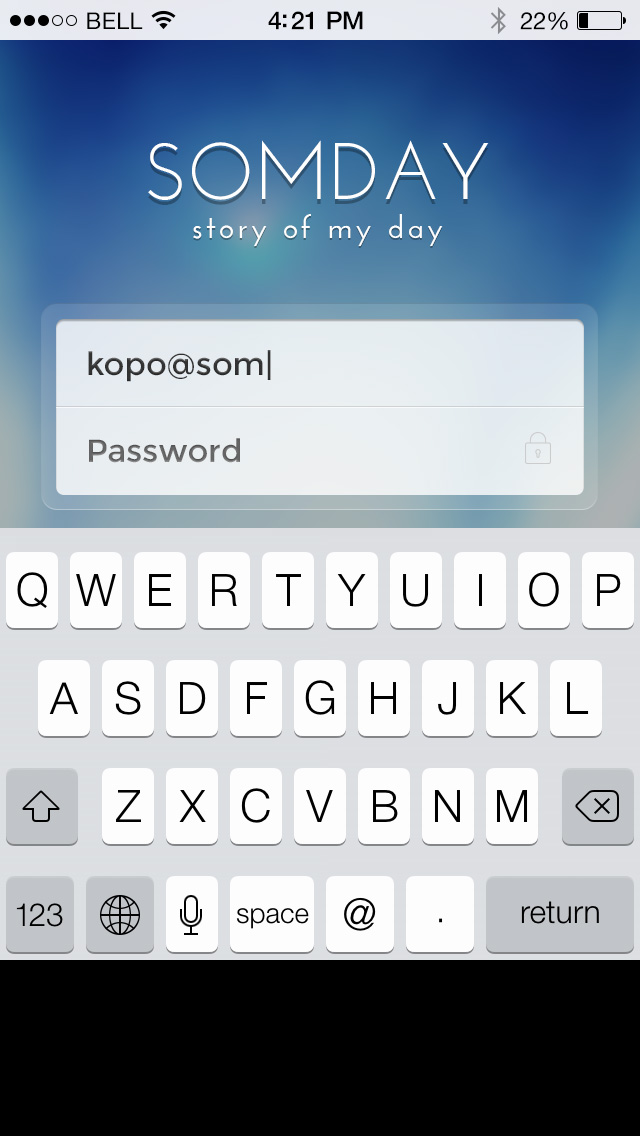 BELL 4:21 PM 22%
SOMDAY
story of my day
kopo@som
Password
Q W E R T Y U I O P
A S D F G H J K L
Z X C V B N M
123 space @ . return